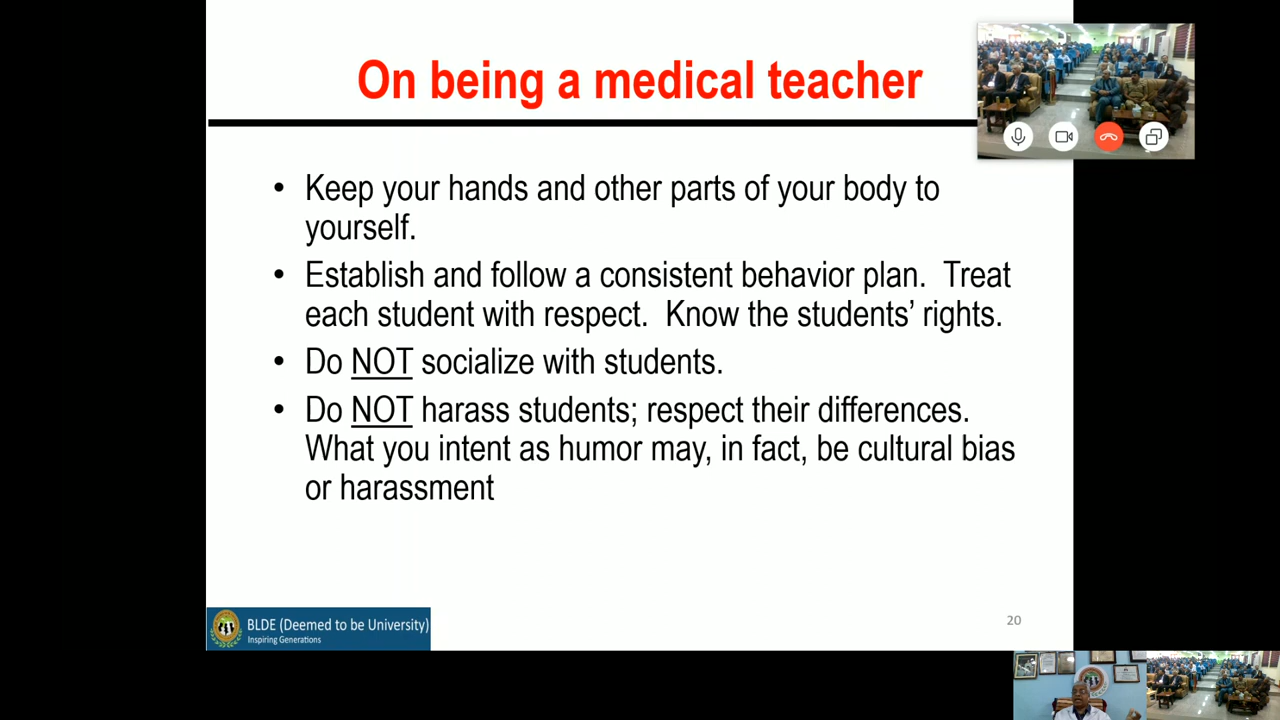 On being a medical teacher
• Keep your hands and other parts of your body to
yourself.
• Establish and follow a consistent behavior plan.  Treat
each student with respect.  Know the students’ rights.
• Do NOT socialize with students.
• Do NOT harass students; respect their differences.
What you intent as humor may, in fact, be cultural bias
or harassment
BLDE (Deemed to be University)
Inspiring Generations
20